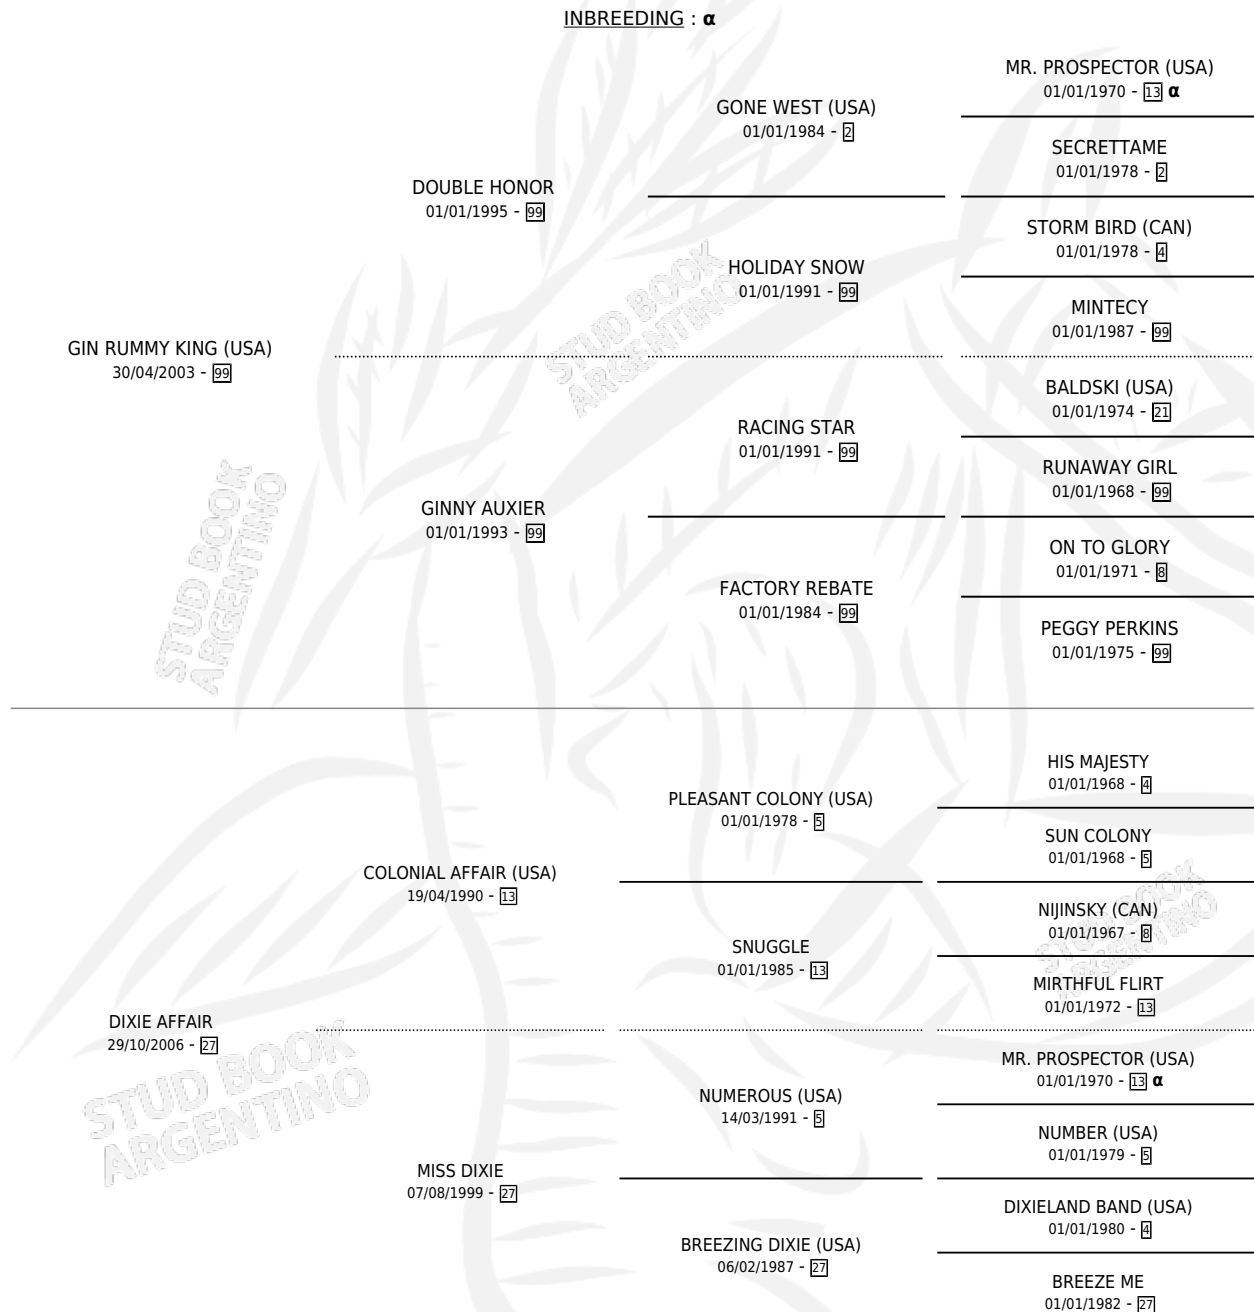 INBREEDING : α
MR. PROSPECTOR (USA)
01/01/1970 - 13 α
GONE WEST (USA)
01/01/1984 - 2
SECRETTAME
01/01/1978 - 2
DOUBLE HONOR
01/01/1995 - 99
STORM BIRD (CAN)
01/01/1978 - 4
HOLIDAY SNOW
01/01/1991 - 99
MINTECY
01/01/1987 - 99
GIN RUMMY KING (USA)
30/04/2003 - 99
BALDSKI (USA)
01/01/1974 - 21
RACING STAR
01/01/1991 - 99
RUNAWAY GIRL
01/01/1968 - 99
GINNY AUXIER
01/01/1993 - 99
ON TO GLORY
01/01/1971 - 8
FACTORY REBATE
01/01/1984 - 99
PEGGY PERKINS
01/01/1975 - 99
HIS MAJESTY
01/01/1968 - 4
PLEASANT COLONY (USA)
01/01/1978 - 5
SUN COLONY
01/01/1968 - 5
COLONIAL AFFAIR (USA)
19/04/1990 - 13
NIJINSKY (CAN)
01/01/1967 - 8
SNUGGLE
01/01/1985 - 13
MIRTHFUL FLIRT
01/01/1972 - 13
DIXIE AFFAIR
29/10/2006 - 27
MR. PROSPECTOR (USA)
01/01/1970 - 13 α
NUMEROUS (USA)
14/03/1991 - 5
NUMBER (USA)
01/01/1979 - 5
MISS DIXIE
07/08/1999 - 27
DIXIELAND BAND (USA)
01/01/1980 - 4
BREEZING DIXIE (USA)
06/02/1987 - 27
BREEZE ME
01/01/1982 - 27
STUD BOOK
ARGENTINO
STUD BOOK
ARGENTINO
STUD BOOK
ARGENTINO
STUD BOOK
ARGENTINO